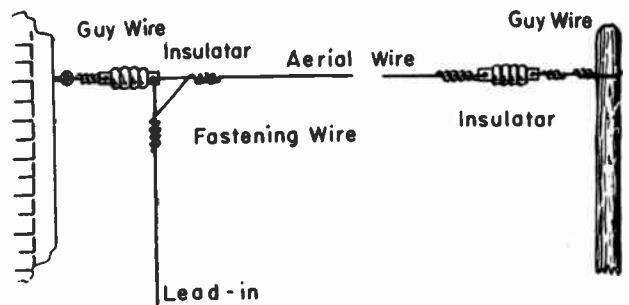 Guy Wire
Guy Wire
Insulator
Aerial Wire
Insulator
Fastening Wire
Lead-in